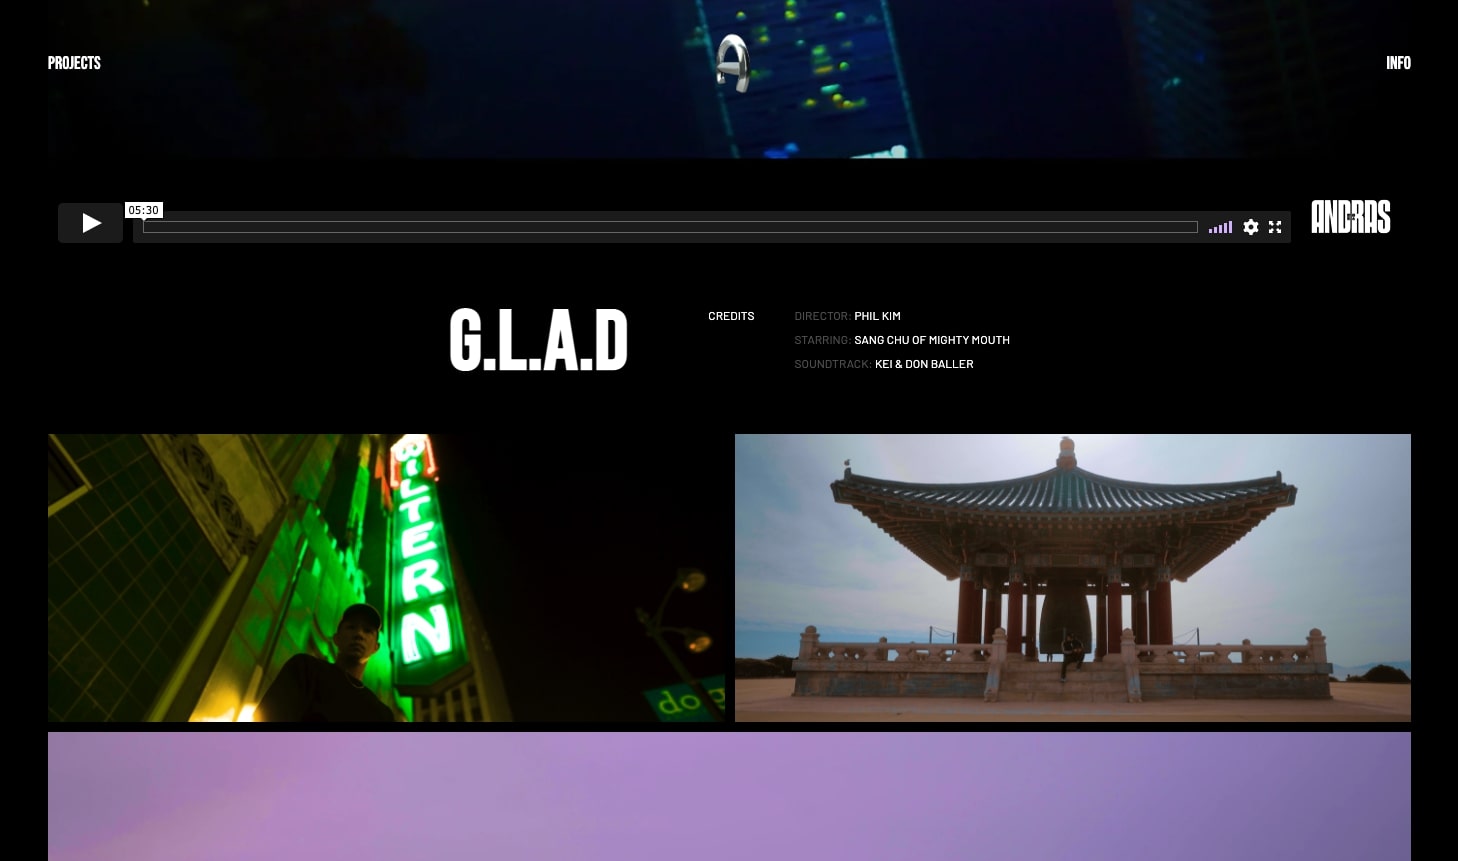 PROJECTS
INFO
05:30
ANDRAS
G.L.A.D
CREDITS
DIRECTOR: PHIL KIM
STARRING: SANG CHU OF MIGHTY MOUTH
SOUNDTRACK: KEI & DON BALLER
WILTERN
do